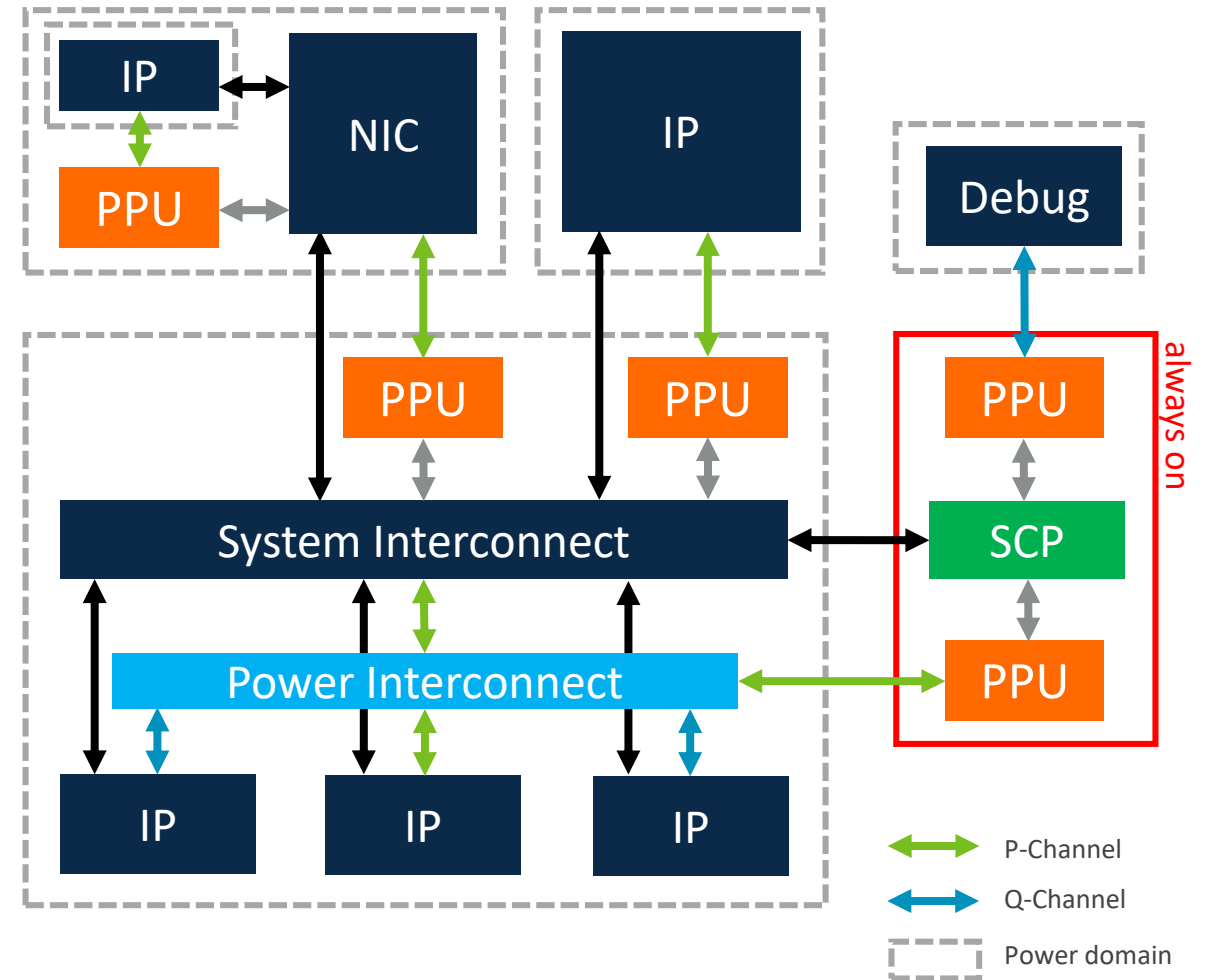 IP
NIC
PPU
IP
Debug
PPU
PPU
PPU
always on
System Interconnect
SCP
Power Interconnect
PPU
IP
IP
IP
P-Channel
Q-Channel
Power domain